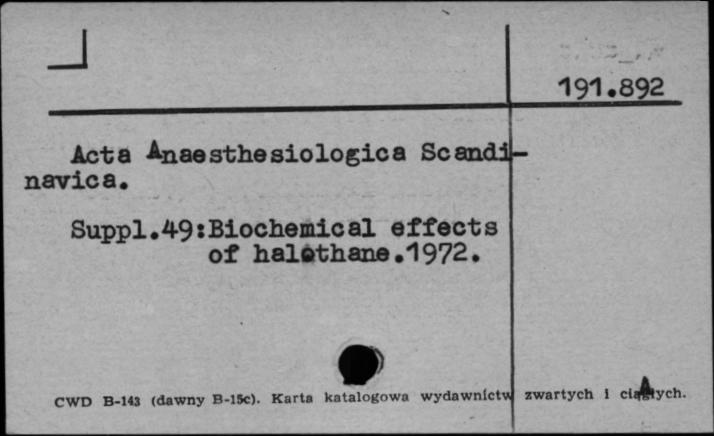 191.892
Acta Anaesthesiologica Scandi-
navica.
Suppl.49:Biochemical effects
of halothane.1972.
CWD B-143 (dawny B-15c). Karta katalogowa wydawnictw zwartych i ciągłych.